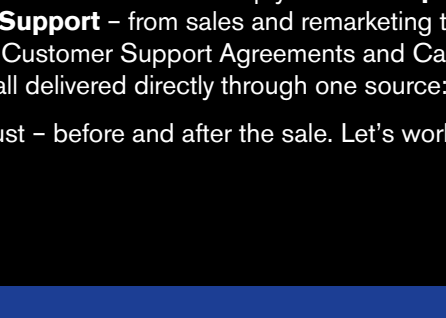 Support – from sales and remarketing t
Customer Support Agreements and Ca
all delivered directly through one source:
ust – before and after the sale. Let's work